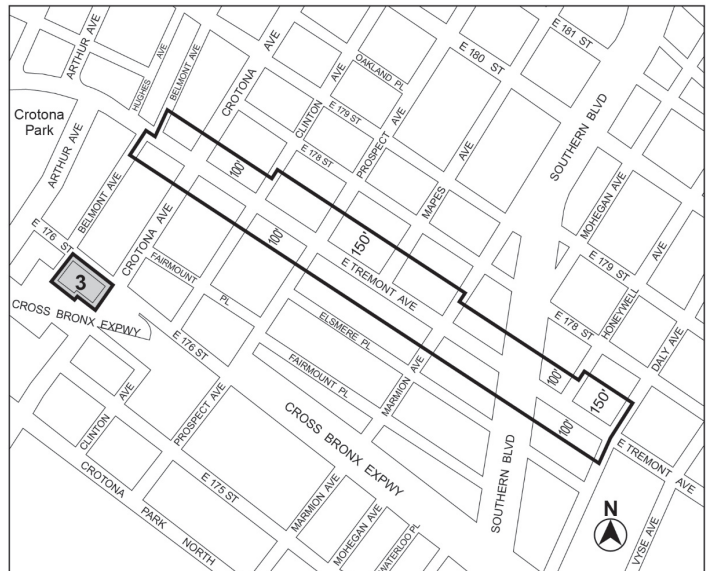 E 181 ST
ARTHUR AVE
HUGHES AVE
BELMONT AVE
CROTONA AVE
E 180 ST
OAKLAND PL
Crotona
Park
CLINTON AVE
E 179 ST
PROSPECT AVE
SOUTHERN BLVD
ARTHUR AVE
E 178 ST
100'
MAPES AVE
MOHEGAN AVE
BELMONT AVE
CROTONA AVE
100'
150'
E 176 ST
FAIRMOUNT PL
E TREMONT AVE
E 179 ST
HONEYWELL AVE
3
CROSS BRONX EXPWY
E 176 ST
ELSMERE PL
E 178 ST
DALY AVE
FAIRMOUNT PL
MARMION AVE
100'
150'
CLINTON AVE
PROSPECT AVE
CROSS BRONX EXPWY
100'
E TREMONT AVE
SOUTHERN BLVD
E 175 ST
CROTONA PARK NORTH
MARMION AVE
MOHEGAN AVE
WATERLOO PL
N
VYSE AVE